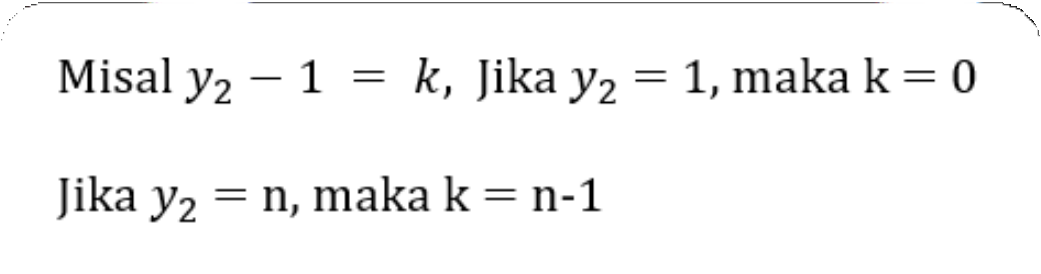 Misal y₂ − 1 = k, Jika y₂ = 1, maka k = 0
Jika y₂ = n, maka k = n-1